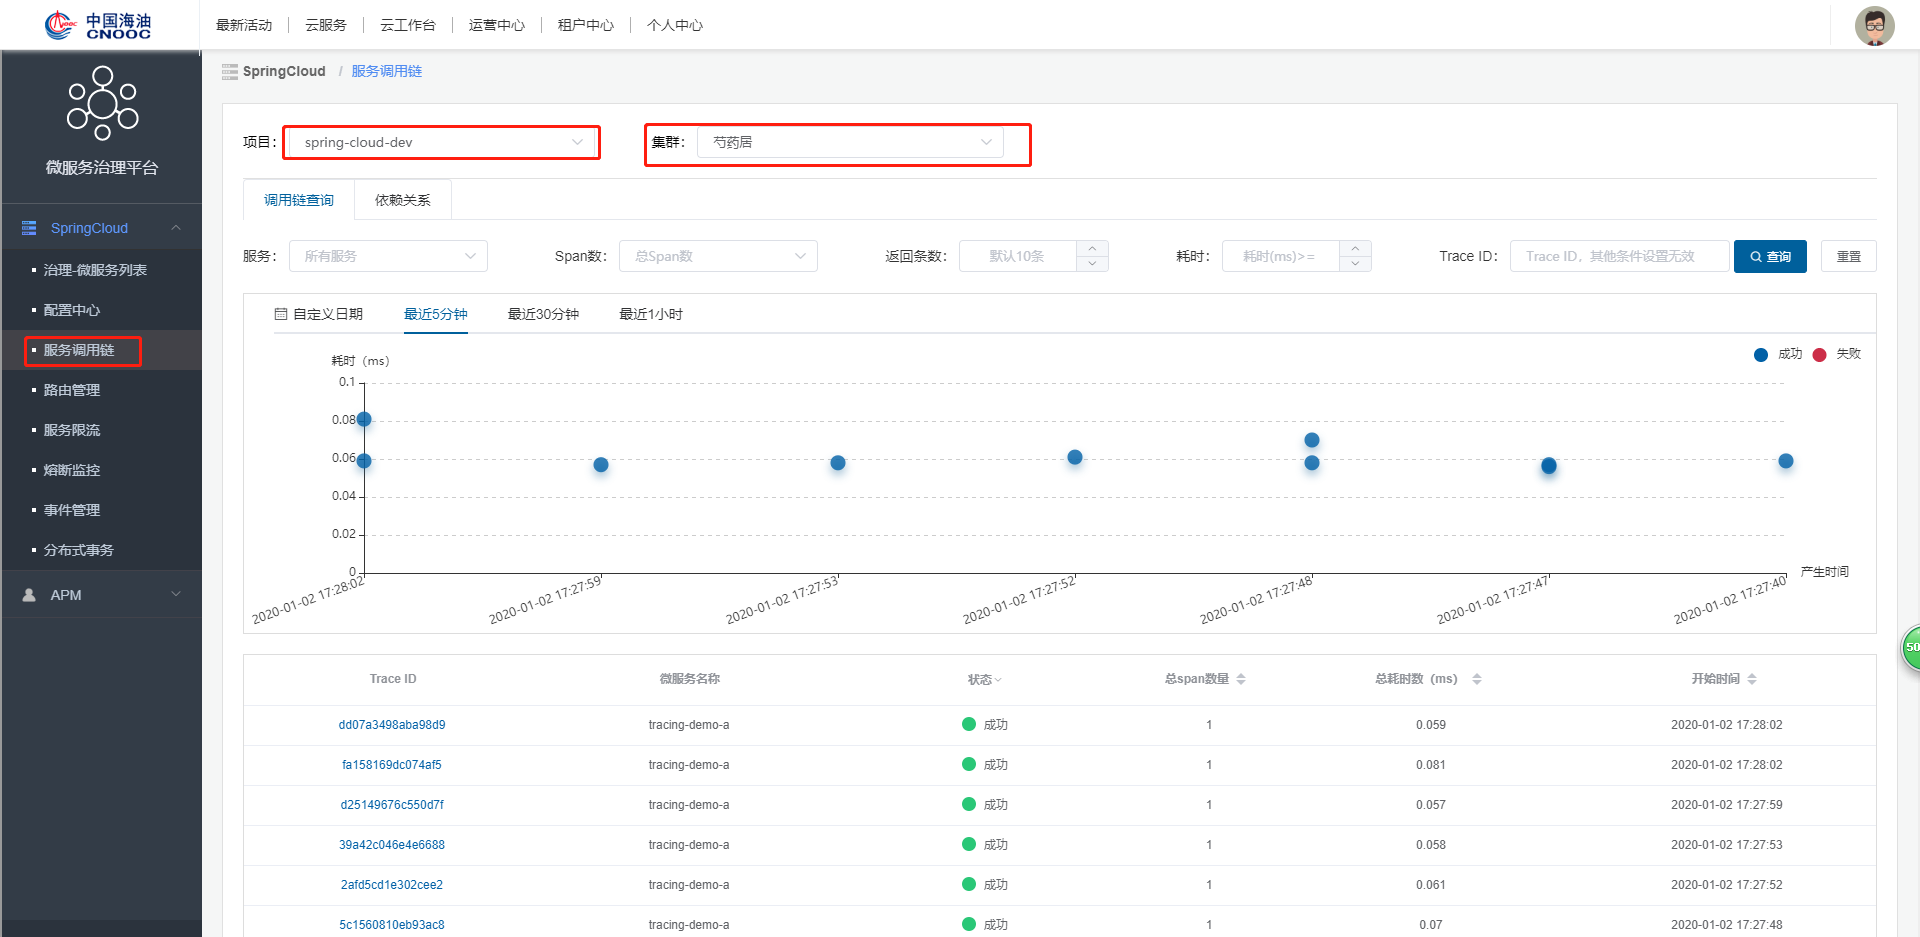 中国海油
CNOOC
最新活动 云服务 云工作台 运营中心 租户中心 个人中心
微服务治理平台
SpringCloud
治理-微服务列表
配置中心
服务调用链
路由管理
服务限流
熔断监控
事件管理
分布式事务
APM
SpringCloud / 服务调用链
项目： spring-cloud-dev 集群： 芍药居
调用链查询 依赖关系
服务： 所有服务 Span数： 总Span数 返回条数： 默认10条 耗时： 耗时(ms)>= Trace ID： Trace ID，其他条件设置无效 查询 重置
自定义日期 最近5分钟 最近30分钟 最近1小时
耗时（ms）
成功 失败
0.1
0.08
0.06
0.04
0.02
0
产生时间
2020-01-02 17:28:02 2020-01-02 17:27:59 2020-01-02 17:27:53 2020-01-02 17:27:52 2020-01-02 17:27:48 2020-01-02 17:27:47 2020-01-02 17:27:40
50
Trace ID 微服务名称 状态 总span数量 总耗时数（ms） 开始时间
dd07a3498aba98d9 tracing-demo-a 成功 1 0.059 2020-01-02 17:28:02
fa158169dc074af5 tracing-demo-a 成功 1 0.081 2020-01-02 17:28:02
d25149676c550d7f tracing-demo-a 成功 1 0.057 2020-01-02 17:27:59
39a42c046e4e6688 tracing-demo-a 成功 1 0.058 2020-01-02 17:27:53
2afd5cd1e302cee2 tracing-demo-a 成功 1 0.061 2020-01-02 17:27:52
5c1560810eb93ac8 tracing-demo-a 成功 1 0.07 2020-01-02 17:27:48